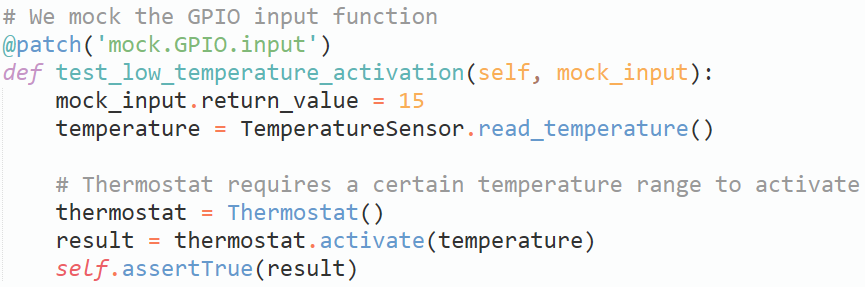 # We mock the GPIO input function
@patch('mock.GPIO.input')
def test_low_temperature_activation(self, mock_input):
    mock_input.return_value = 15
    temperature = TemperatureSensor.read_temperature()

    # Thermostat requires a certain temperature range to activate
    thermostat = Thermostat()
    result = thermostat.activate(temperature)
    self.assertTrue(result)